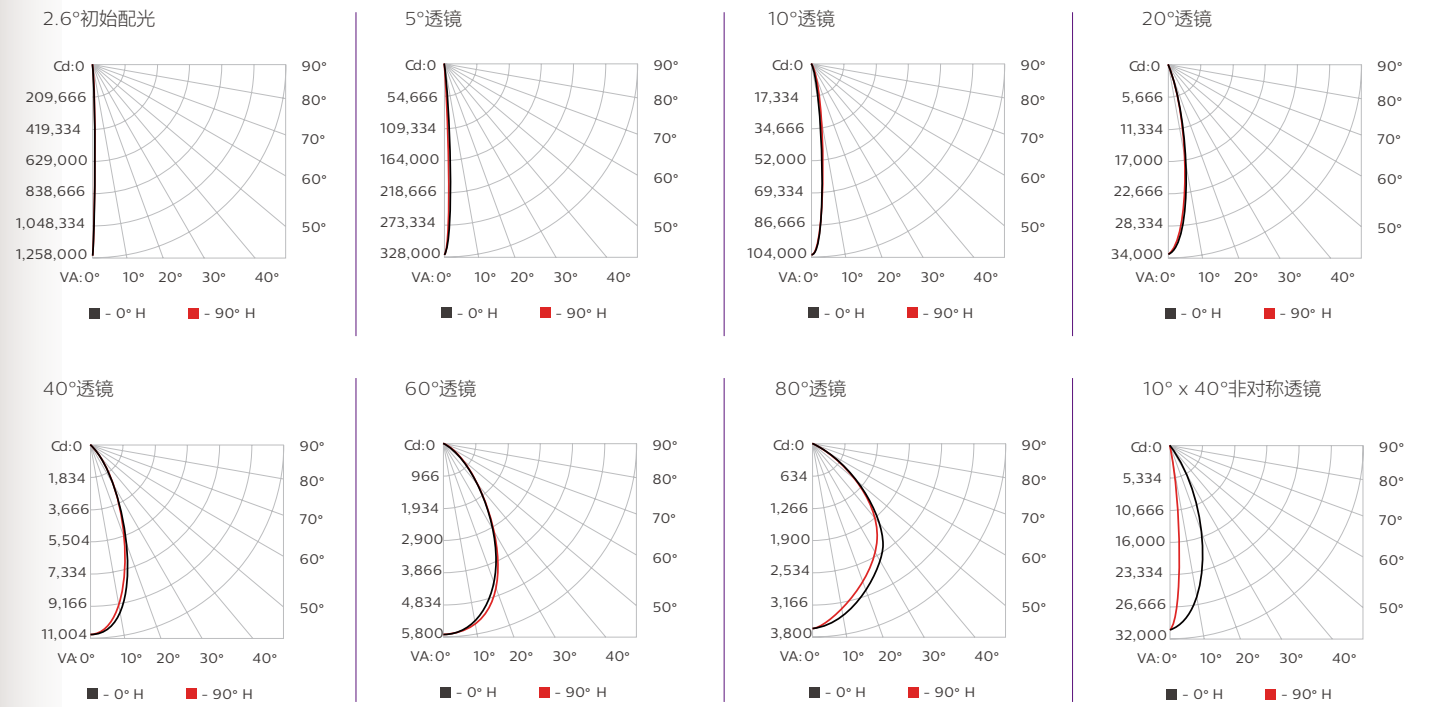 2.6°初始配光
Cd:0
209,666
419,334
629,000
838,666
1,048,334
1,258,000
90°
80°
70°
60°
50°
VA:0° 10° 20° 30° 40°
- 0° H - 90° H
5°透镜
Cd:0
54,666
109,334
164,000
218,666
273,334
328,000
90°
80°
70°
60°
50°
VA:0° 10° 20° 30° 40°
- 0° H - 90° H
10°透镜
Cd:0
17,334
34,666
52,000
69,334
86,666
104,000
90°
80°
70°
60°
50°
VA:0° 10° 20° 30° 40°
- 0° H - 90° H
20°透镜
Cd:0
5,666
11,334
17,000
22,666
28,334
34,000
90°
80°
70°
60°
50°
VA:0° 10° 20° 30° 40°
- 0° H - 90° H
40°透镜
Cd:0
1,834
3,666
5,504
7,334
9,166
11,004
90°
80°
70°
60°
50°
VA:0° 10° 20° 30° 40°
- 0° H - 90° H
60°透镜
Cd:0
966
1,934
2,900
3,866
4,834
5,800
90°
80°
70°
60°
50°
VA:0° 10° 20° 30° 40°
- 0° H - 90° H
80°透镜
Cd:0
634
1,266
1,900
2,534
3,166
3,800
90°
80°
70°
60°
50°
VA:0° 10° 20° 30° 40°
- 0° H - 90° H
10° x 40°非对称透镜
Cd:0
5,334
10,666
16,000
23,334
26,666
32,000
90°
80°
70°
60°
50°
VA:0° 10° 20° 30° 40°
- 0° H - 90° H